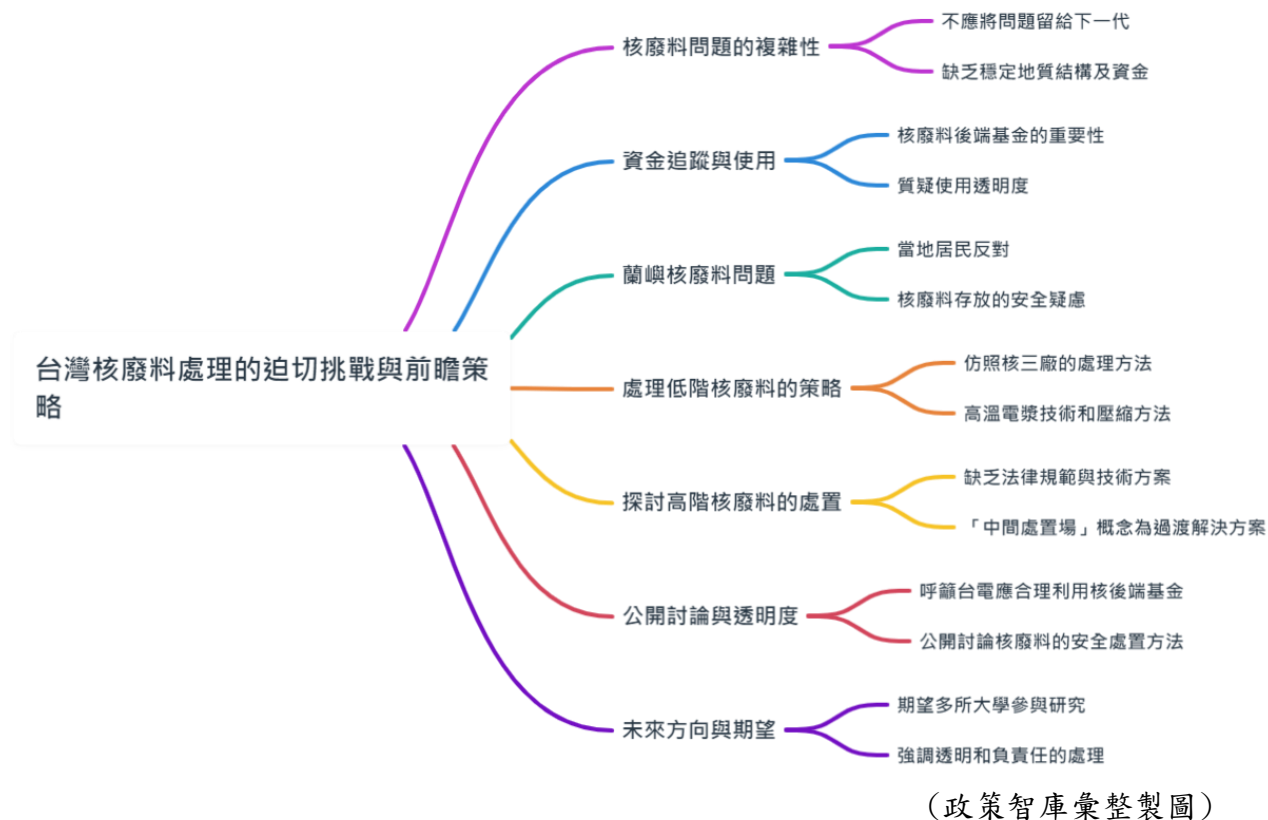 台灣核廢料處理的迫切挑戰與前瞻策
略
核廢料問題的複雜性
不應將問題留給下一代
缺乏穩定地質結構及資金
資金追蹤與使用
核廢料後端基金的重要性
質疑使用透明度
蘭嶼核廢料問題
當地居民反對
核廢料存放的安全疑慮
處理低階核廢料的策略
仿照核三廠的處理方法
高溫電漿技術和壓縮方法
探討高階核廢料的處置
缺乏法律規範與技術方案
「中間處置場」概念為過渡解決方案
公開討論與透明度
呼籲台電應合理利用核後端基金
公開討論核廢料的安全處置方法
未來方向與期望
期望多所大學參與研究
強調透明和負責任的處理
（政策智庫彙整製圖）